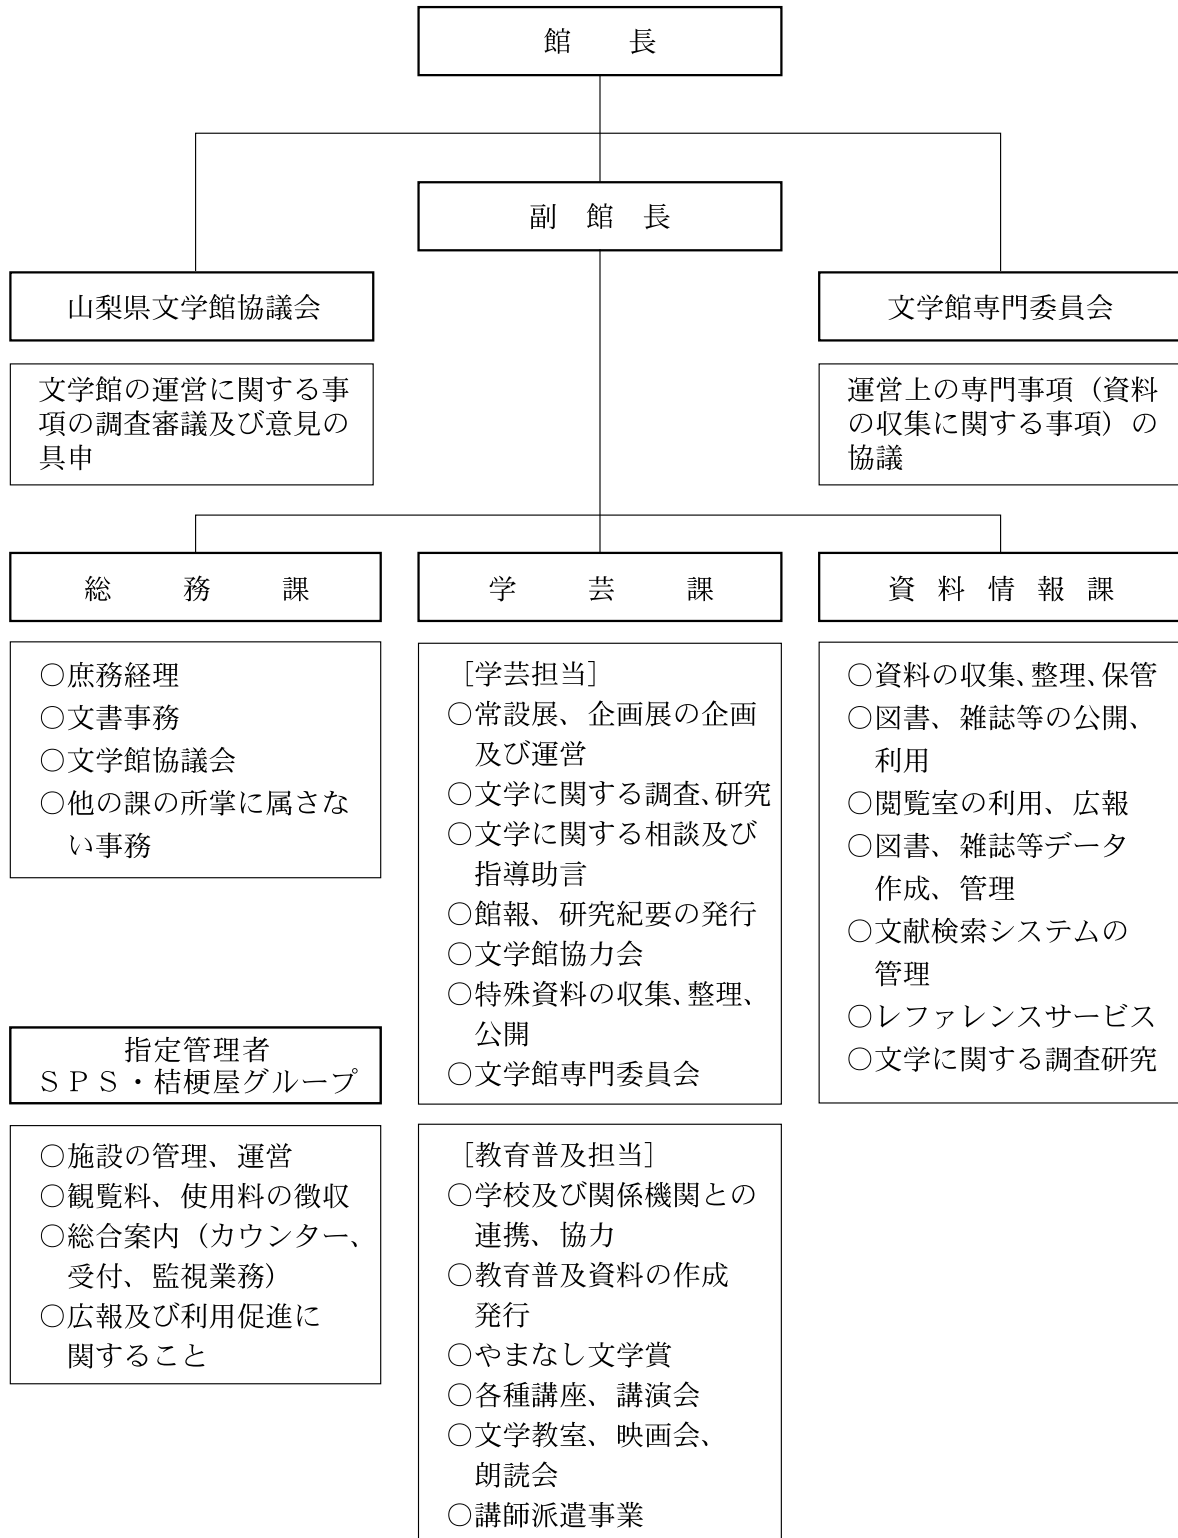 館　　長
副　館　長
山梨県文学館協議会
文学館の運営に関する事
項の調査審議及び意見の
具申
文学館専門委員会
運営上の専門事項（資料
の収集に関する事項）の
協議
総　　務　　課
○庶務経理
○文書事務
○文学館協議会
○他の課の所掌に属さな
い事務
指定管理者
ＳＰＳ・桔梗屋グループ
○施設の管理、運営
○観覧料、使用料の徴収
○総合案内（カウンター、
受付、監視業務）
○広報及び利用促進に
関すること
学　　芸　　課
［学芸担当］
○常設展、企画展の企画
及び運営
○文学に関する調査、研究
○文学に関する相談及び
指導助言
○館報、研究紀要の発行
○文学館協力会
○特殊資料の収集、整理、
公開
○文学館専門委員会
［教育普及担当］
○学校及び関係機関との
連携、協力
○教育普及資料の作成
発行
○やまなし文学賞
○各種講座、講演会
○文学教室、映画会、
朗読会
○講師派遣事業
資　料　情　報　課
○資料の収集、整理、保管
○図書、雑誌等の公開、
利用
○閲覧室の利用、広報
○図書、雑誌等データ
作成、管理
○文献検索システムの
管理
○レファレンスサービス
○文学に関する調査研究